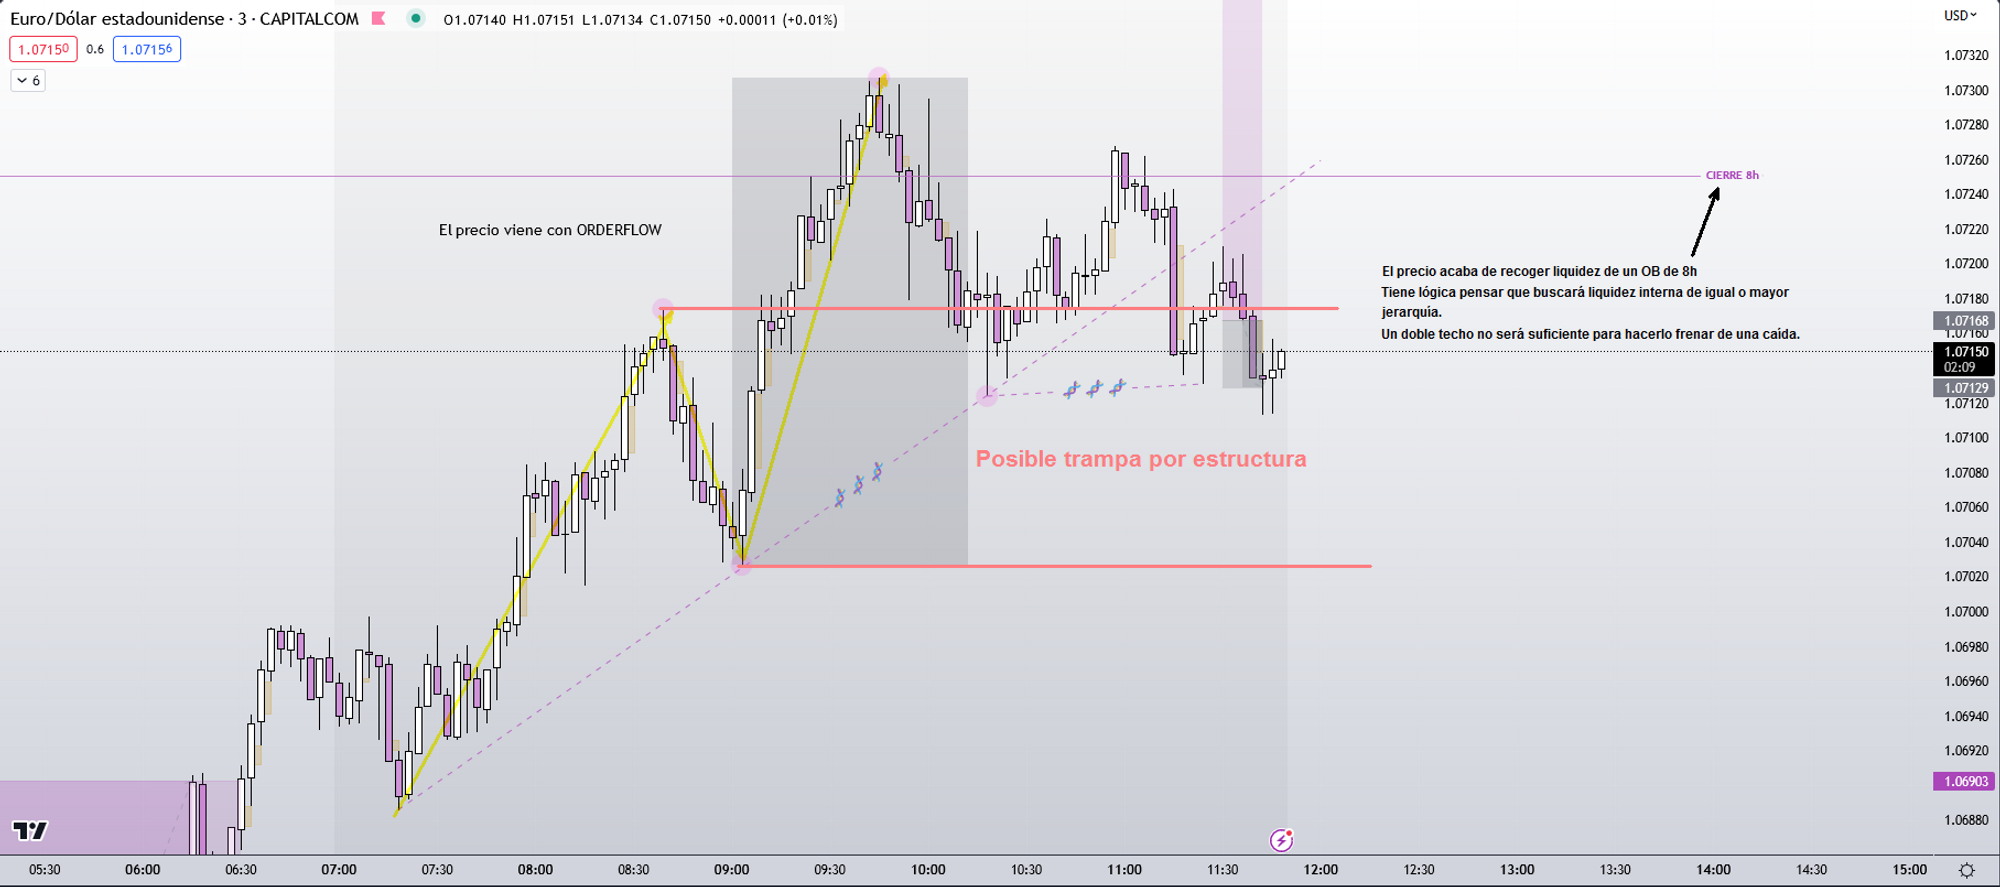 Euro/Dólar estadounidense · 3 · CAPITALCOM O1.07140 H1.07151 L1.07134 C1.07150 +0.00011 (+0.01%)
USD
1.07150 0.6 1.07156
6
1.07320
1.07300
1.07280
1.07260
CIERRE 8h
1.07240
El precio viene con ORDERFLOW
1.07220
El precio acaba de recoger liquidez de un OB de 8h
Tiene lógica pensar que buscará liquidez interna de igual o mayor
jerarquía.
Un doble techo no será suficiente para hacerlo frenar de una caída.
1.07200
1.07180
1.07168
1.07160
1.07150
02:09
1.07129
1.07120
1.07100
Posible trampa por estructura
1.07080
1.07060
1.07040
1.07020
1.07000
1.06980
1.06960
1.06940
1.06920
1.06903
1.06880
TV
05:30 06:00 06:30 07:00 07:30 08:00 08:30 09:00 09:30 10:00 10:30 11:00 11:30 12:00 12:30 13:00 13:30 14:00 14:30 15:00